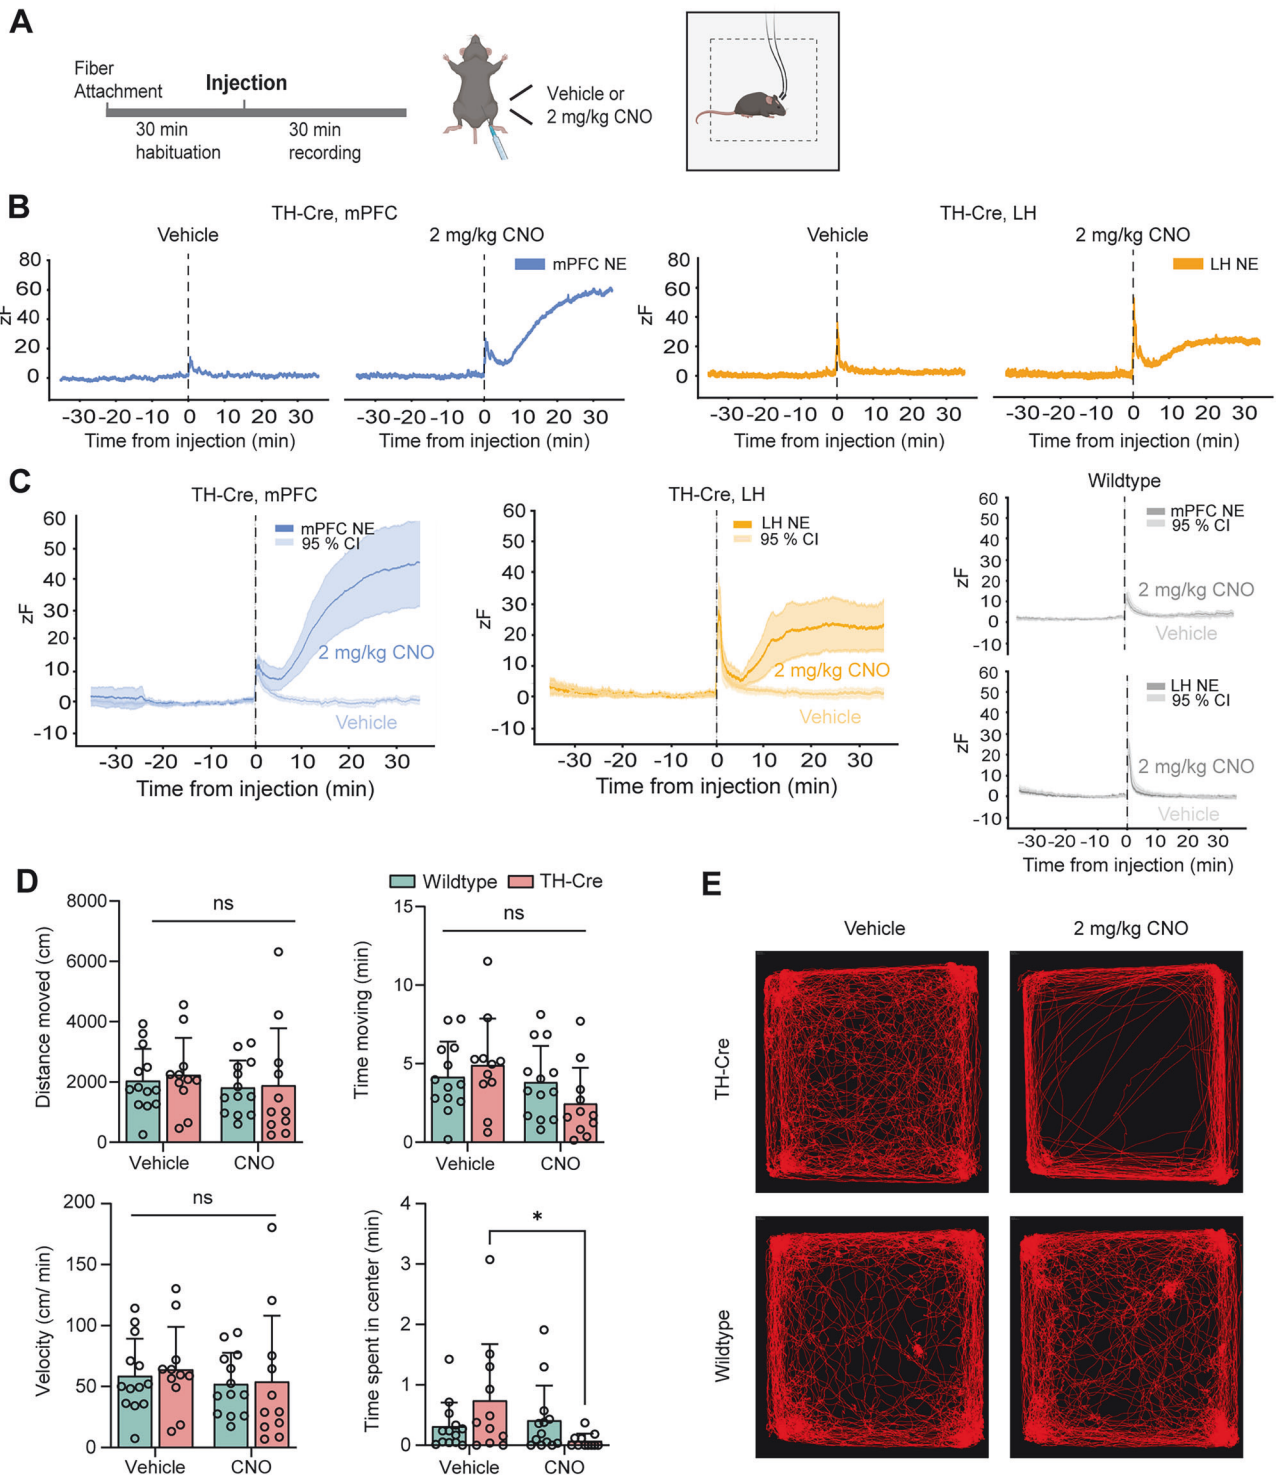 A
Fiber
Attachment
Injection
30 min
habituation
30 min
recording
Vehicle or
2 mg/kg CNO
B
TH-Cre, mPFC
Vehicle
2 mg/kg CNO
mPFC NE
zF
80
60
40
20
0
-30 -20 -10 0 10 20 30
-30 -20 -10 0 10 20 30
Time from injection (min)
Time from injection (min)
TH-Cre, LH
Vehicle
2 mg/kg CNO
LH NE
zF
80
60
40
20
0
-30 -20 -10 0 10 20 30
-30 -20 -10 0 10 20 30
Time from injection (min)
Time from injection (min)
C
TH-Cre, mPFC
mPFC NE
95 % CI
zF
60
50
40
30
20
10
0
-10
2 mg/kg CNO
Vehicle
-30 -20 -10 0 10 20 30
Time from injection (min)
TH-Cre, LH
LH NE
95 % CI
zF
60
50
40
30
20
10
0
-10
2 mg/kg CNO
Vehicle
-30 -20 -10 0 10 20 30
Time from injection (min)
Wildtype
mPFC NE
95 % CI
zF
60
50
40
30
20
10
0
-10
2 mg/kg CNO
Vehicle
LH NE
95 % CI
zF
60
50
40
30
20
10
0
-10
2 mg/kg CNO
Vehicle
-30 -20 -10 0 10 20 30
Time from injection (min)
D
Wildtype
TH-Cre
Distance moved (cm)
8000
6000
4000
2000
0
ns
Vehicle
CNO
Time moving (min)
15
10
5
0
ns
Vehicle
CNO
Velocity (cm/ min)
200
150
100
50
0
ns
Vehicle
CNO
Time spent in center (min)
4
3
2
1
0
*
Vehicle
CNO
E
Vehicle
2 mg/kg CNO
TH-Cre
Wildtype